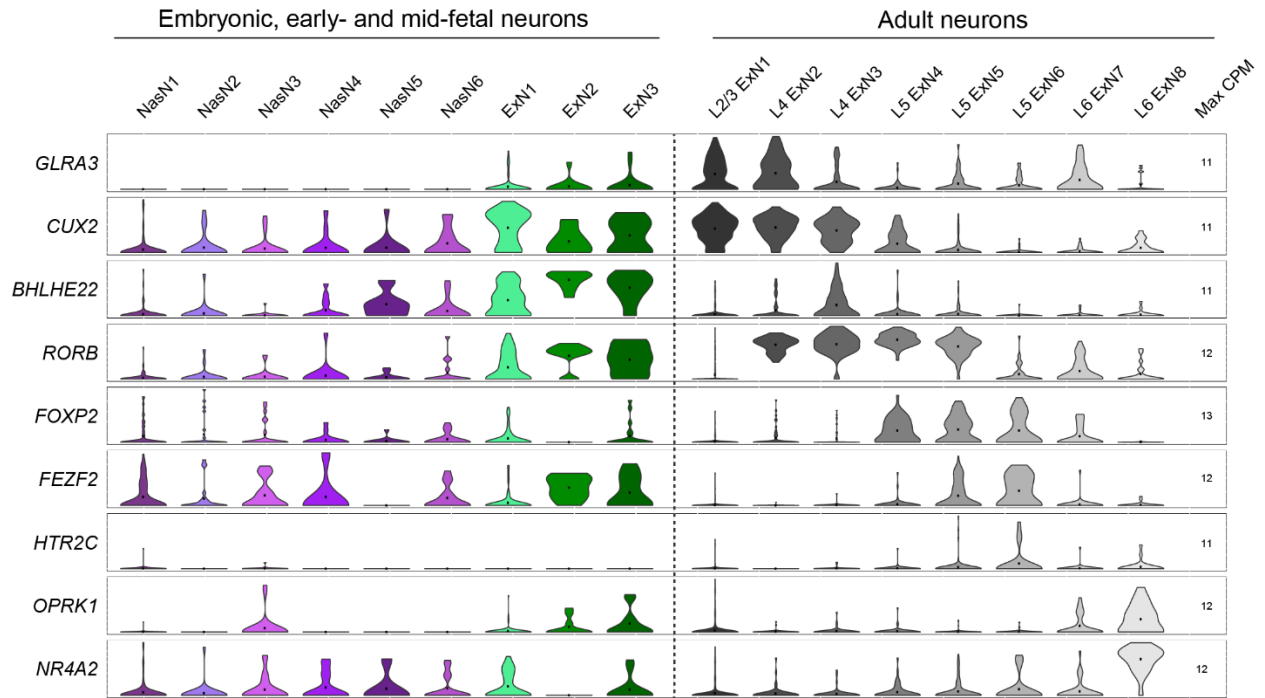 Embryonic, early- and mid-fetal neurons Adult neurons
NasN1 NasN2 NasN3 NasN4 NasN5 NasN6 ExN1 ExN2 ExN3 L2/3 ExN1 L4 ExN2 L4 ExN3 L5 ExN4 L5 ExN5 L5 ExN6 L6 ExN7 L6 ExN8 Max CPM
GLRA3 11
CUX2 11
BHLHE22 11
RORB 12
FOXP2 13
FEZF2 12
HTR2C 11
OPRK1 12
NR4A2 12